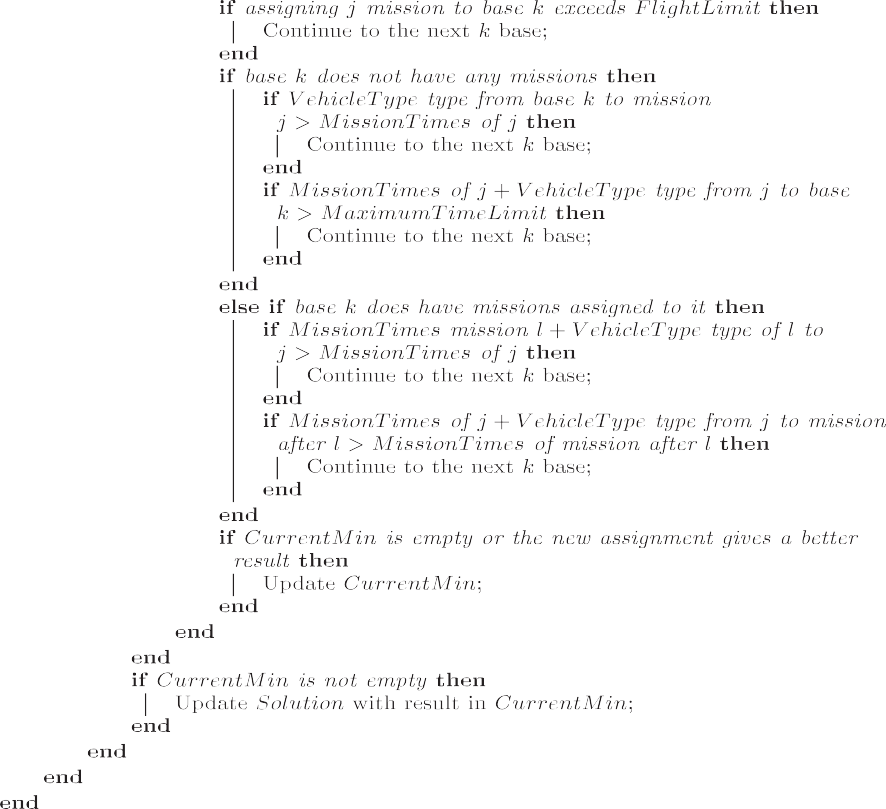 if assigning j mission to base k exceeds FlightLimit then
Continue to the next k base;
end
if base k does not have any missions then
if VehicleType type from base k to mission
j > MissionTimes of j then
Continue to the next k base;
end
if MissionTimes of j + VehicleType type from j to base
k > MaximumTimeLimit then
Continue to the next k base;
end
end
else if base k does have missions assigned to it then
if MissionTimes mission l + VehicleType type of l to
j > MissionTimes of j then
Continue to the next k base;
end
if MissionTimes of j + VehicleType type from j to mission
after l > MissionTimes of mission after l then
Continue to the next k base;
end
end
if CurrentMin is empty or the new assignment gives a better
result then
Update CurrentMin;
end
end
end
if CurrentMin is not empty then
Update Solution with result in CurrentMin;
end
end
end
end